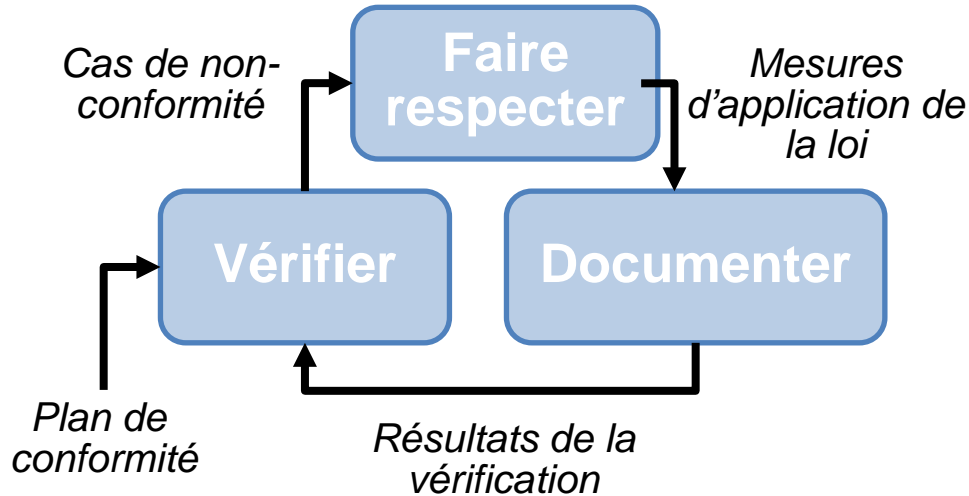 Cas de non-
conformité
Faire
respecter
Mesures
d’application de
la loi
Vérifier
Documenter
Plan de
conformité
Résultats de la
vérification